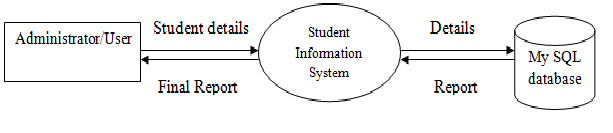 Administrator/User
Student details
Final Report
Student
Information
System
Details
Report
My SQL
database